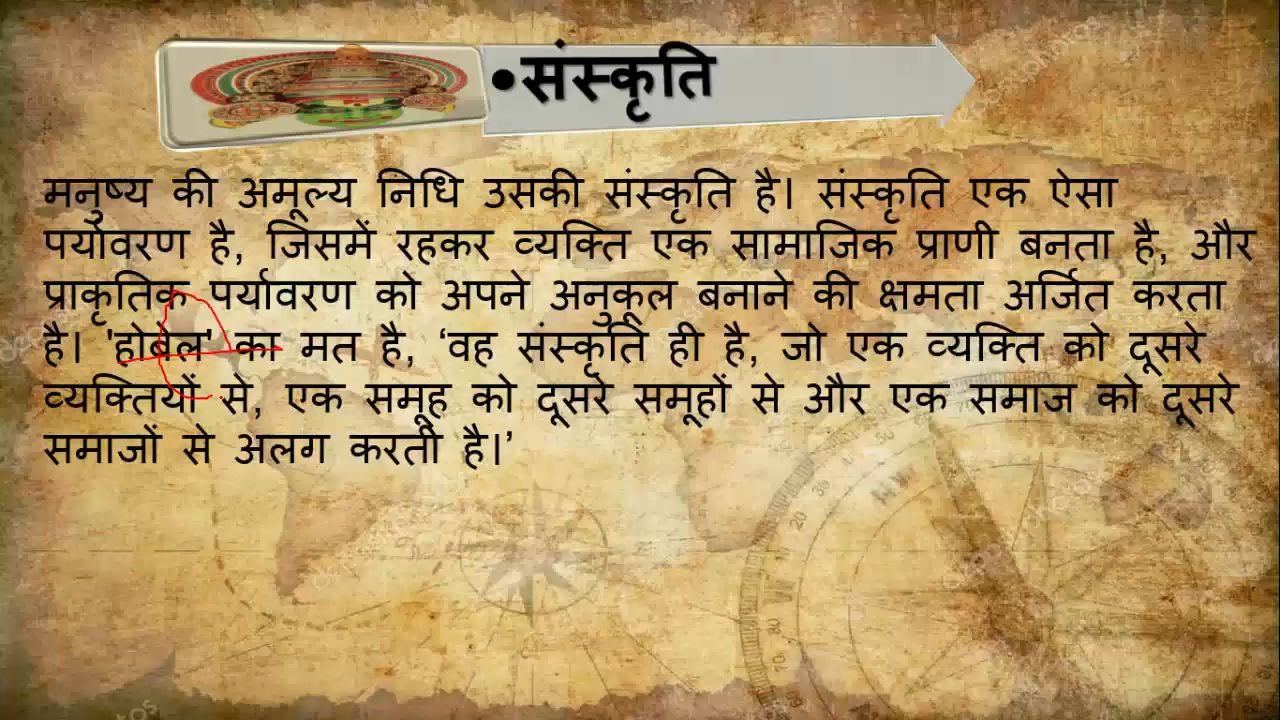 •संस्कृति
मनुष्य की अमूल्य निधि उसकी संस्कृति है। संस्कृति एक ऐसा
पर्यावरण है, जिसमें रहकर व्यक्ति एक सामाजिक प्राणी बनता है, और
प्राकृतिक पर्यावरण को अपने अनुकूल बनाने की क्षमता अर्जित करता
है। 'होबेल' का मत है, ‘वह संस्कृति ही है, जो एक व्यक्ति को दूसरे
व्यक्तियों से, एक समूह को दूसरे समूहों से और एक समाज को दूसरे
समाजों से अलग करती है।’